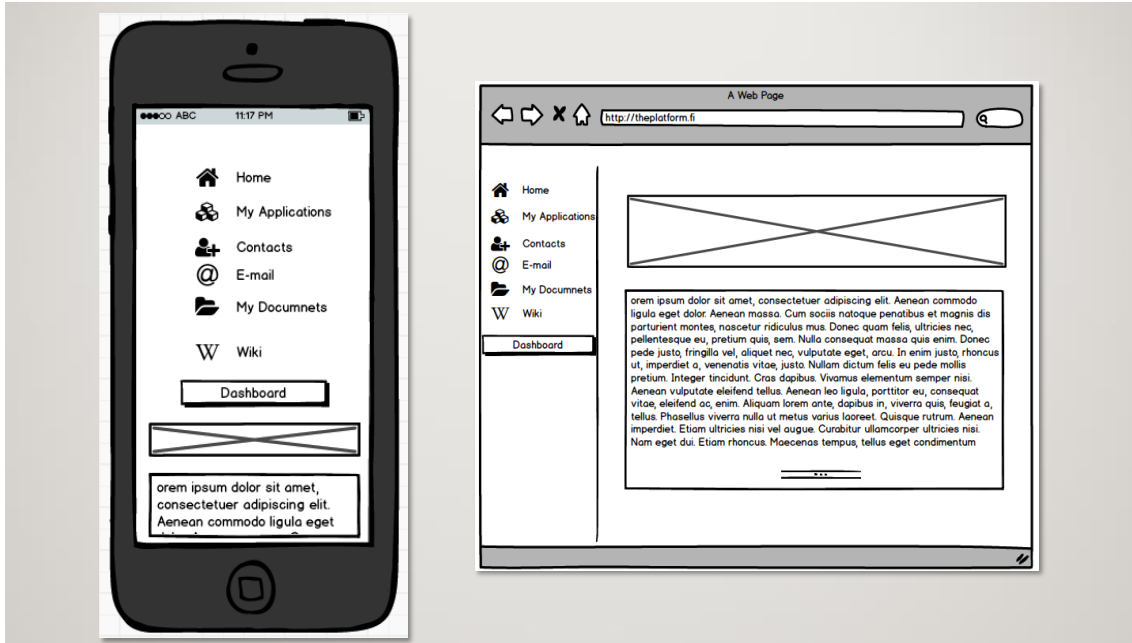 ABC 11:17 PM
Home
My Applications
Contacts
E-mail
My Documnets
W Wiki
Dashboard
orem ipsum dolor sit amet,
consectetuer adipiscing elit.
Aenean commodo ligula eget
A Web Page
http://theplatform.fi
Home
My Applications
Contacts
@ E-mail
My Documnets
W Wiki
Dashboard
orem ipsum dolor sit amet, consectetuer adipiscing elit. Aenean commodo
ligula eget dolor. Aenean massa. Cum sociis natoque penatibus et magnis dis
parturient montes, nascetur ridiculus mus. Donec quam felis, ultricies nec,
pellentesque eu, pretium quis, sem. Nulla consequat massa quis enim. Donec
pede justo, fringilla vel, aliquet nec, vulputate eget, arcu. In enim justo, rhoncus
ut, imperdiet a, venenatis vitae, justo. Nullam dictum felis eu pede mollis
pretium. Integer tincidunt. Cras dapibus. Vivamus elementum semper nisi.
Aenean vulputate eleifend tellus. Aenean leo ligula, porttitor eu, consequat
vitae, eleifend ac, enim. Aliquam lorem ante, dapibus in, viverra quis, feugiat a,
tellus. Phasellus viverra nulla ut metus varius laoreet. Quisque rutrum. Aenean
imperdiet. Etiam ultricies nisi vel augue. Curabitur ullamcorper ultricies nisi.
Nam eget dui. Etiam rhoncus. Maecenas tempus, tellus eget condimentum